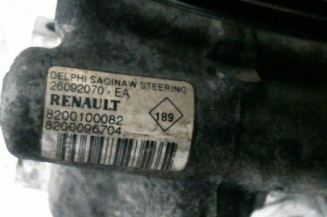 DELPHI SAGINAW STEERING
26092070 - EA
RENAULT
189
8200100082
8200096704